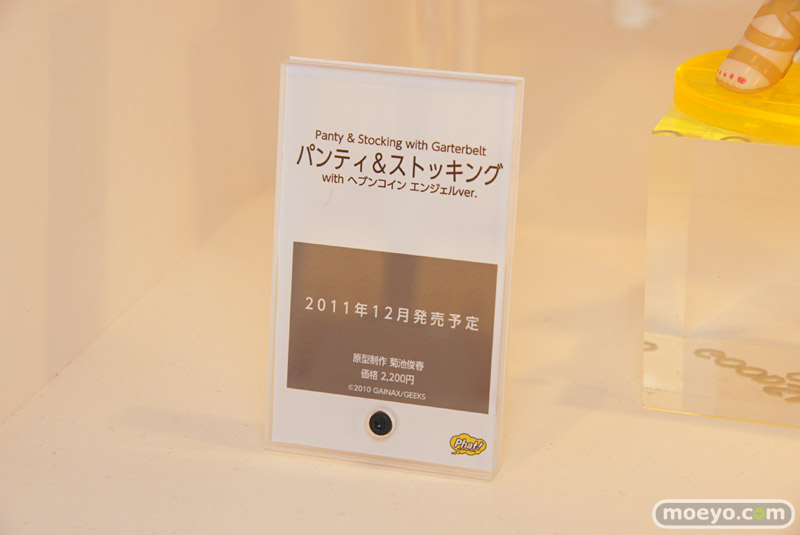 Panty & Stocking with Garterbelt
パンティ＆ストッキング
with ヘブンコイン エンジェルver.
2011年12月発売予定
原型制作 菊池俊春
価格 2,200円
©2010 GAINAX/GEEKS
Phat!
moeyo.com